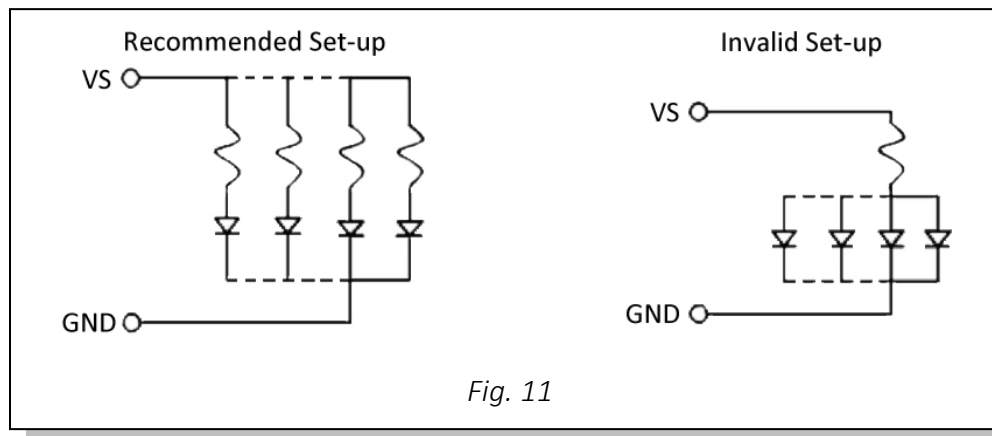 Recommended Set-up
VS
GND
Invalid Set-up
VS
GND
Fig. 11